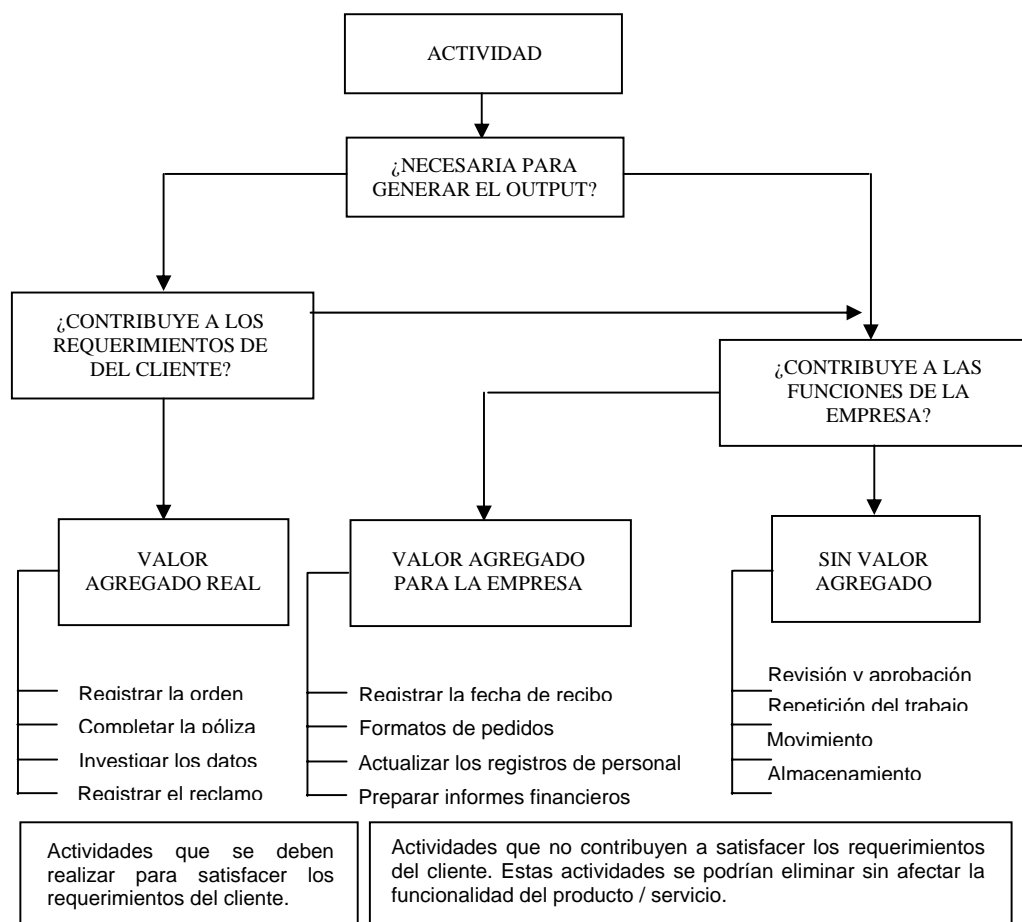 ACTIVIDAD
¿NECESARIA PARA
GENERAR EL OUTPUT?
¿CONTRIBUYE A LOS
REQUERIMIENTOS DE
DEL CLIENTE?
¿CONTRIBUYE A LAS
FUNCIONES DE LA
EMPRESA?
VALOR
AGREGADO REAL
VALOR AGREGADO
PARA LA EMPRESA
SIN VALOR
AGREGADO
Registrar la orden
Completar la póliza
Investigar los datos
Registrar el reclamo
Registrar la fecha de recibo
Formatos de pedidos
Actualizar los registros de personal
Preparar informes financieros
Revisión y aprobación
Repetición del trabajo
Movimiento
Almacenamiento
Actividades que se deben
realizar para satisfacer los
requerimientos del cliente.
Actividades que no contribuyen a satisfacer los requerimientos
del cliente. Estas actividades se podrían eliminar sin afectar la
funcionalidad del producto / servicio.